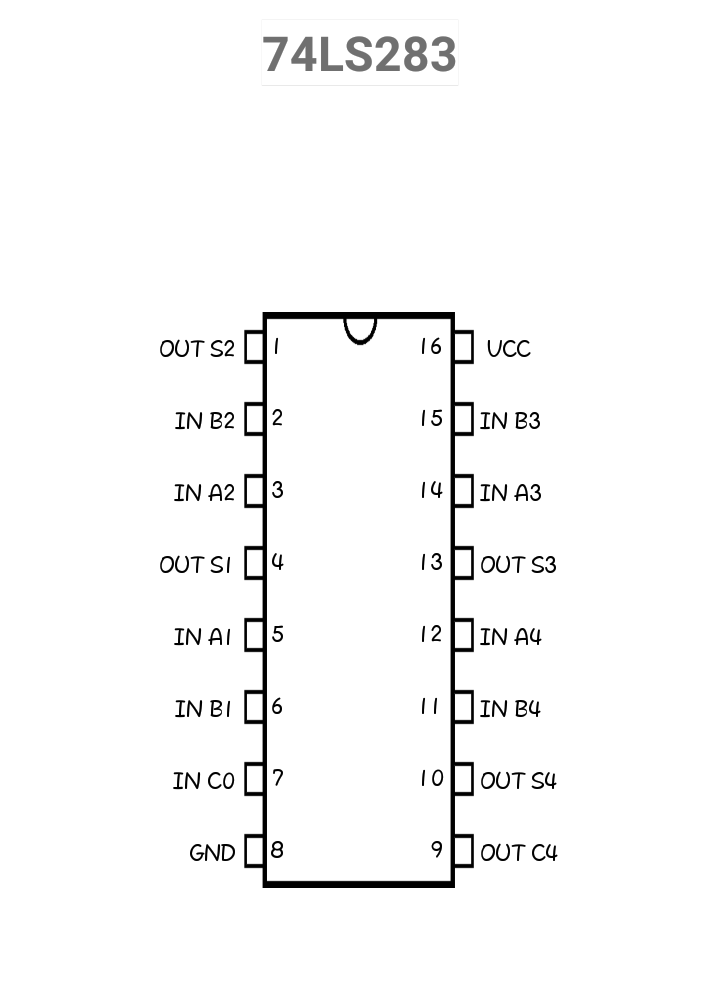 74LS283
OUT S2 1 16 VCC
IN B2 2 15 IN B3
IN A2 3 14 IN A3
OUT S1 4 13 OUT S3
IN A1 5 12 IN A4
IN B1 6 11 IN B4
IN C0 7 10 OUT S4
GND 8 9 OUT C4